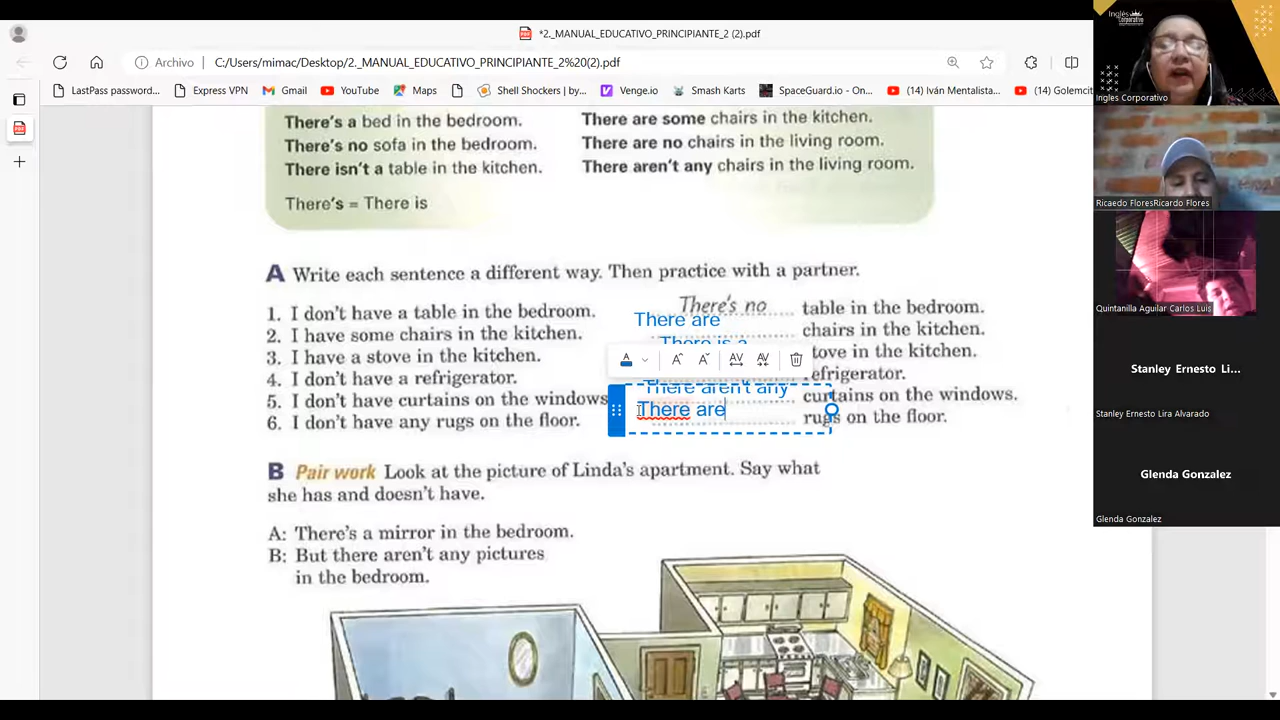 *2._MANUAL_EDUCATIVO_PRINCIPIANTE_2 (2).pdf
Archivo
C:/Users/mimac/Desktop/2._MANUAL_EDUCATIVO_PRINCIPIANTE_2%20(2).pdf
LastPass password...
Express VPN
Gmail
YouTube
Maps
Shell Shockers | by...
Venge.io
Smash Karts
SpaceGuard.io - On...
(14) Iván Mentalista...
(14) Golemcit
There's a bed in the bedroom.
There are some chairs in the kitchen.
There's no sofa in the bedroom.
There are no chairs in the living room.
There isn't a table in the kitchen.
There aren't any chairs in the living room.
There's = There is
A Write each sentence a different way. Then practice with a partner.
1. I don't have a table in the bedroom.
There's no
table in the bedroom.
2. I have some chairs in the kitchen.
There are
chairs in the kitchen.
3. I have a stove in the kitchen.
There is a
stove in the kitchen.
4. I don't have a refrigerator.
refrigerator.
5. I don't have curtains on the windows
There aren't any
curtains on the windows.
6. I don't have any rugs on the floor.
There are
rugs on the floor.
B Pair work Look at the picture of Linda's apartment. Say what
she has and doesn't have.
A: There's a mirror in the bedroom.
B: But there aren't any pictures
in the bedroom.
Inglés
Corporativo
Ingles Corporativo
Ricaedo FloresRicardo Flores
Quintanilla Aguilar Carlos Luis
Stanley Ernesto Li...
Stanley Ernesto Lira Alvarado
Glenda Gonzalez
Glenda Gonzalez